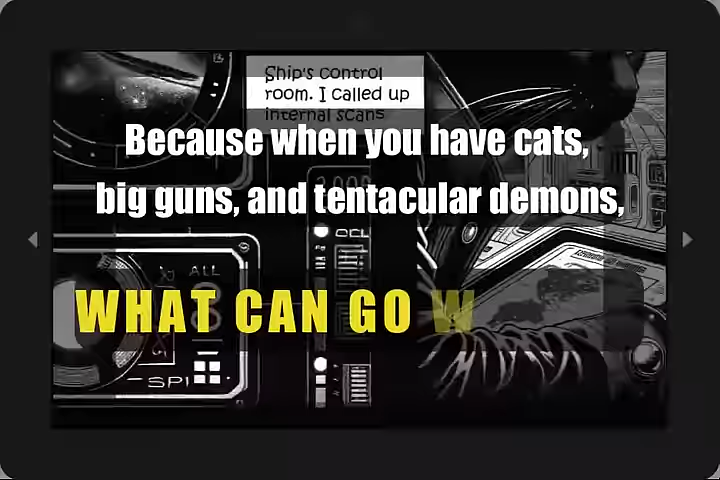 Ship's control
room. I called up
internal scans
Because when you have cats,
big guns, and tentacular demons,
ALL
WHAT CAN GO W